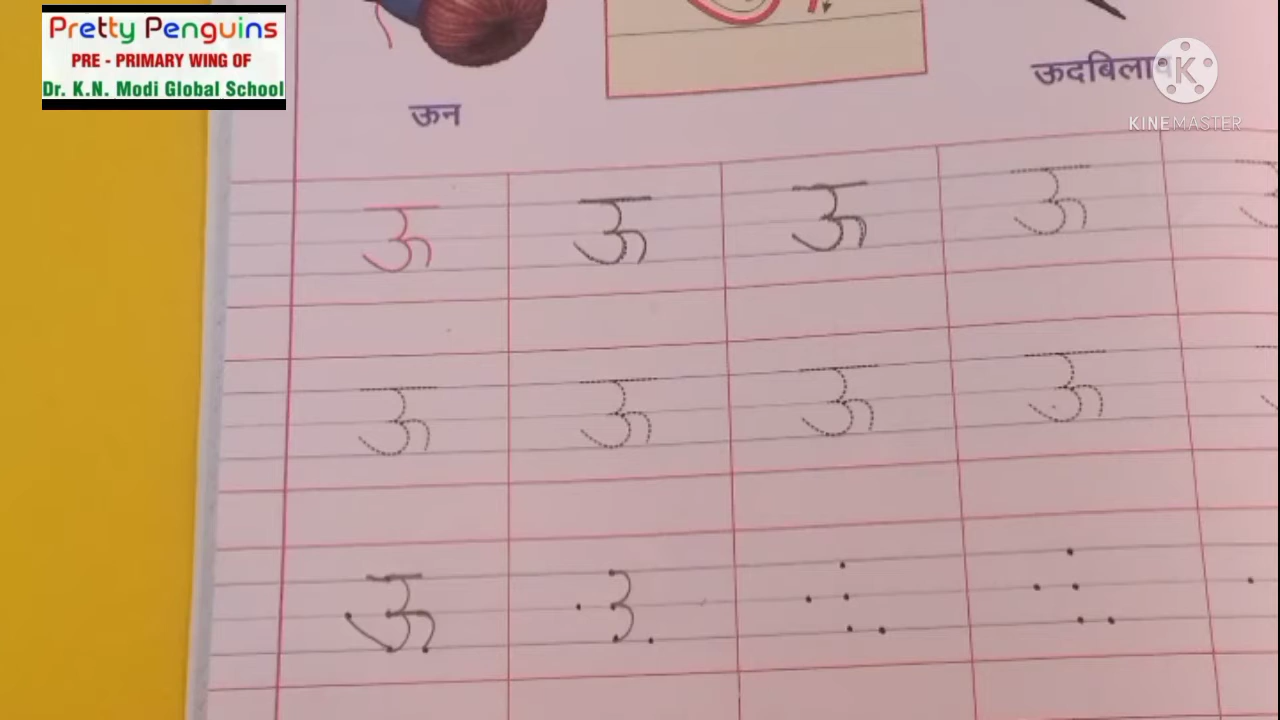 Pretty Penguins
PRE - PRIMARY WING OF
Dr. K.N. Modi Global School
K
KINEMASTER
ऊन
ऊदबिलाव
ऊ ऊ ऊ ऊ
ऊ ऊ ऊ ऊ
ऊ